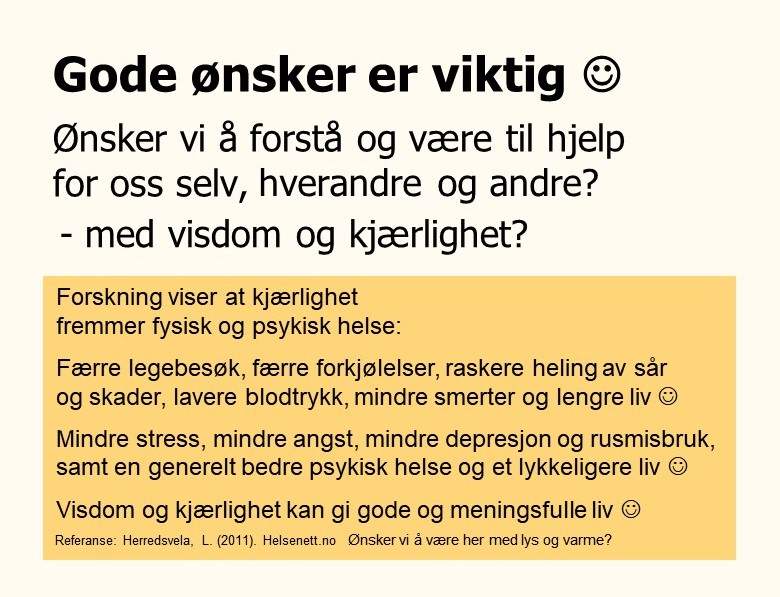 Gode ønsker er viktig ☺
Ønsker vi å forstå og være til hjelp
for oss selv, hverandre og andre?
- med visdom og kjærlighet?
Forskning viser at kjærlighet
fremmer fysisk og psykisk helse:
Færre legebesøk, færre forkjølelser, raskere heling av sår
og skader, lavere blodtrykk, mindre smerter og lengre liv ☺
Mindre stress, mindre angst, mindre depresjon og rusmisbruk,
samt en generelt bedre psykisk helse og et lykkeligere liv ☺
Visdom og kjærlighet kan gi gode og meningsfulle liv ☺
Referanse: Herredsvela, L. (2011). Helsenett.no Ønsker vi å være her med lys og varme?